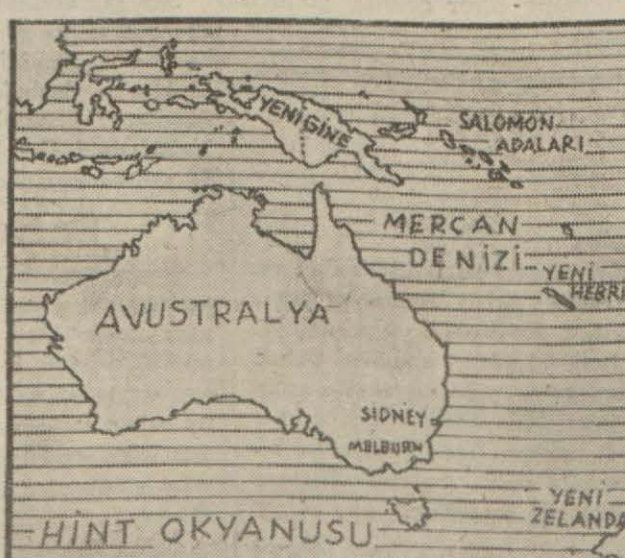 YENİ GİNE
SALOMON
ADALARI
MERCAN
DENİZİ
YENİ
HEBRİ
AVUSTRALYA
SİDNEY
MELBURN
YENİ
ZELANDA
HİNT OKYANUSU